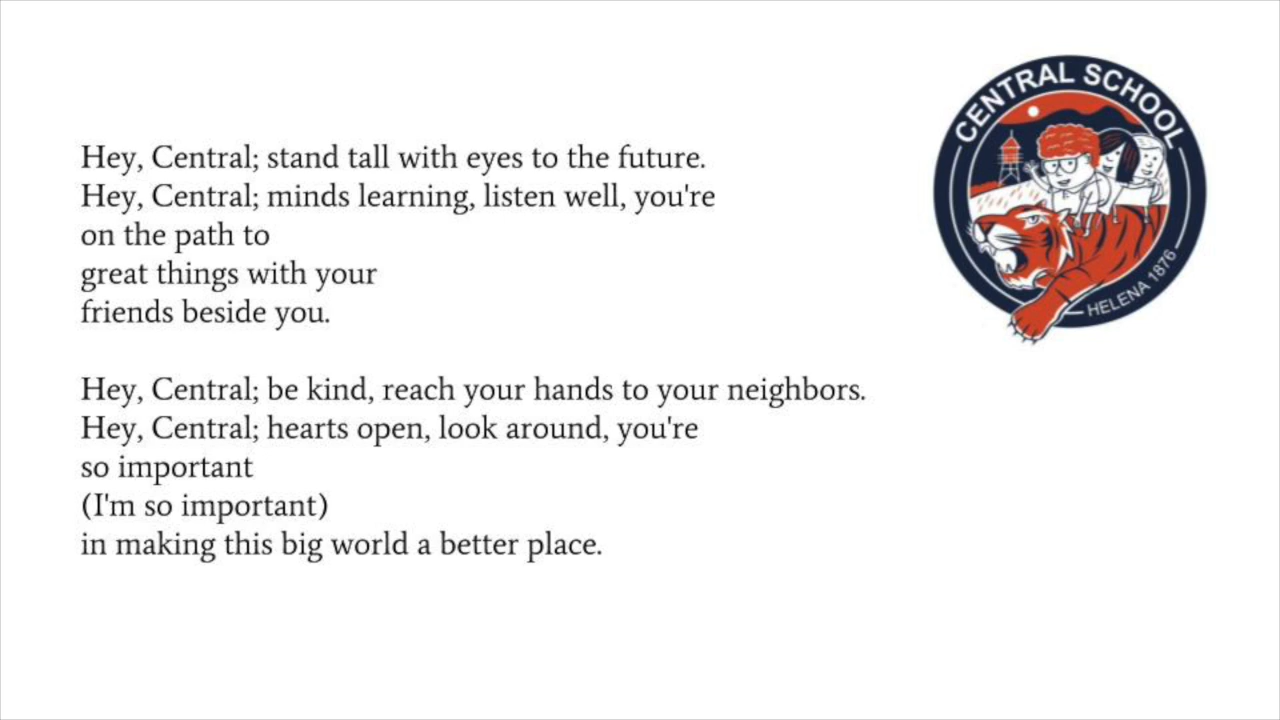 Hey, Central; stand tall with eyes to the future.
Hey, Central; minds learning, listen well, you're
on the path to
great things with your
friends beside you.
Hey, Central; be kind, reach your hands to your neighbors.
Hey, Central; hearts open, look around, you're
so important
(I'm so important)
in making this big world a better place.
CENTRAL SCHOOL
HELENA 1876